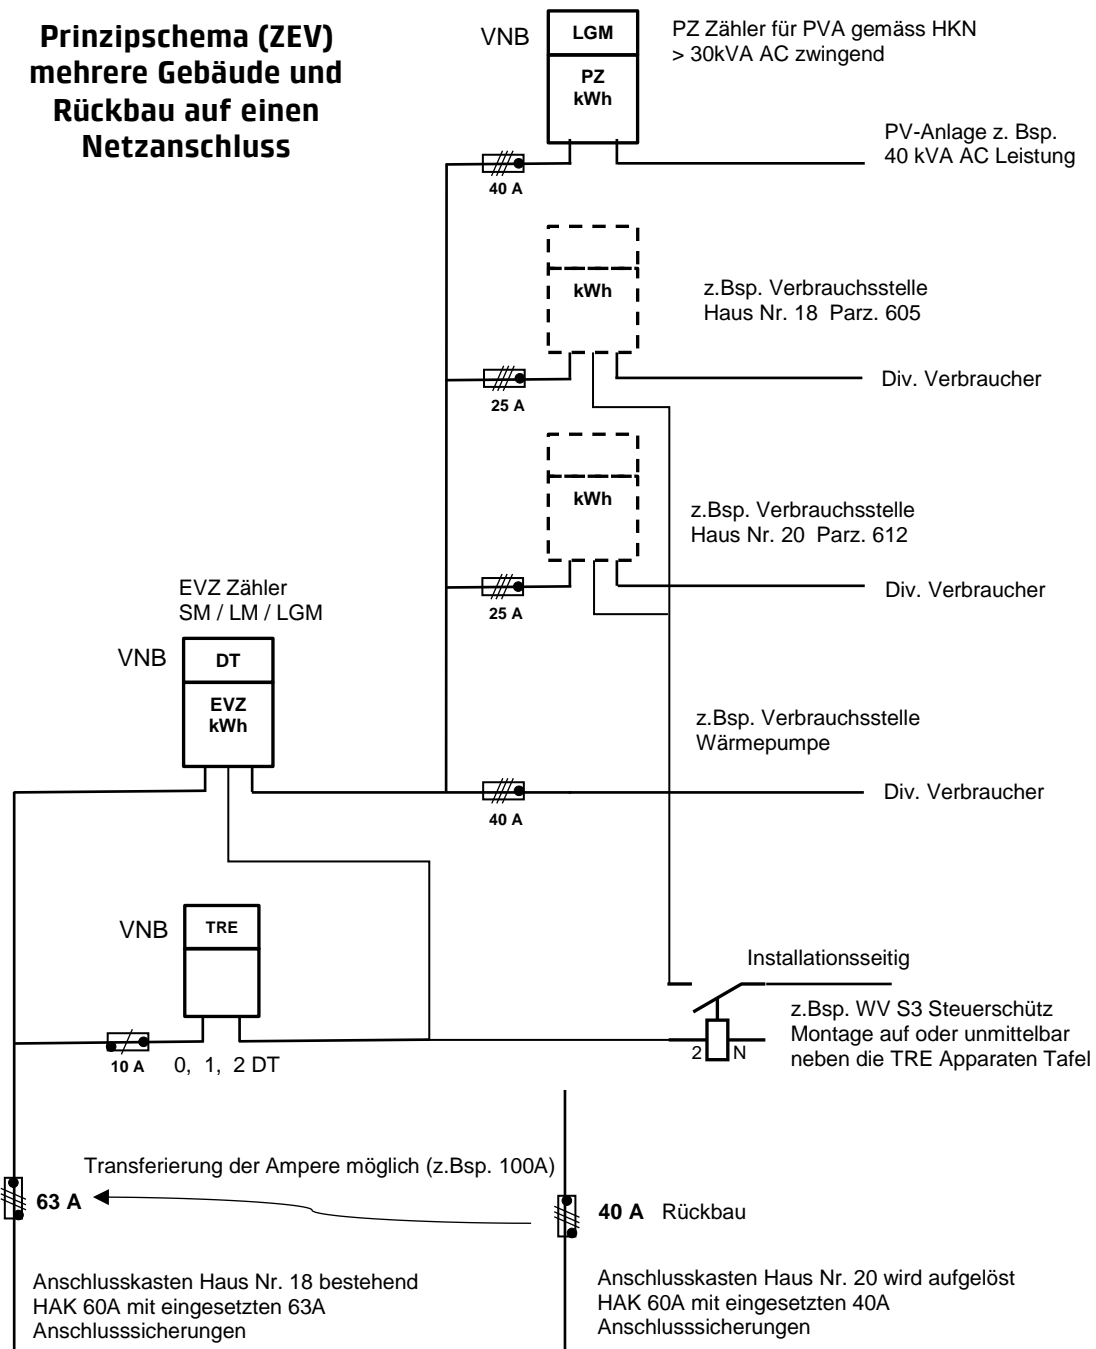 Prinzipschema (ZEV)
mehrere Gebäude und
Rückbau auf einen
Netzanschluss
VNB
LGM
PZ
kWh
PZ Zähler für PVA gemäss HKN
> 30kVA AC zwingend
PV-Anlage z. Bsp.
40 kVA AC Leistung
40 A
kWh
z.Bsp. Verbrauchsstelle
Haus Nr. 18 Parz. 605
Div. Verbraucher
25 A
kWh
z.Bsp. Verbrauchsstelle
Haus Nr. 20 Parz. 612
Div. Verbraucher
25 A
EVZ Zähler
SM / LM / LGM
VNB
DT
EVZ
kWh
z.Bsp. Verbrauchsstelle
Wärmepumpe
Div. Verbraucher
40 A
VNB
TRE
10 A
0, 1, 2 DT
Installationsseitig
z.Bsp. WV S3 Steuerschütz
Montage auf oder unmittelbar
neben die TRE Apparaten Tafel
2
N
Transferierung der Ampere möglich (z.Bsp. 100A)
63 A
40 A Rückbau
Anschlusskasten Haus Nr. 18 bestehend
HAK 60A mit eingesetzten 63A
Anschlusssicherungen
Anschlusskasten Haus Nr. 20 wird aufgelöst
HAK 60A mit eingesetzten 40A
Anschlusssicherungen